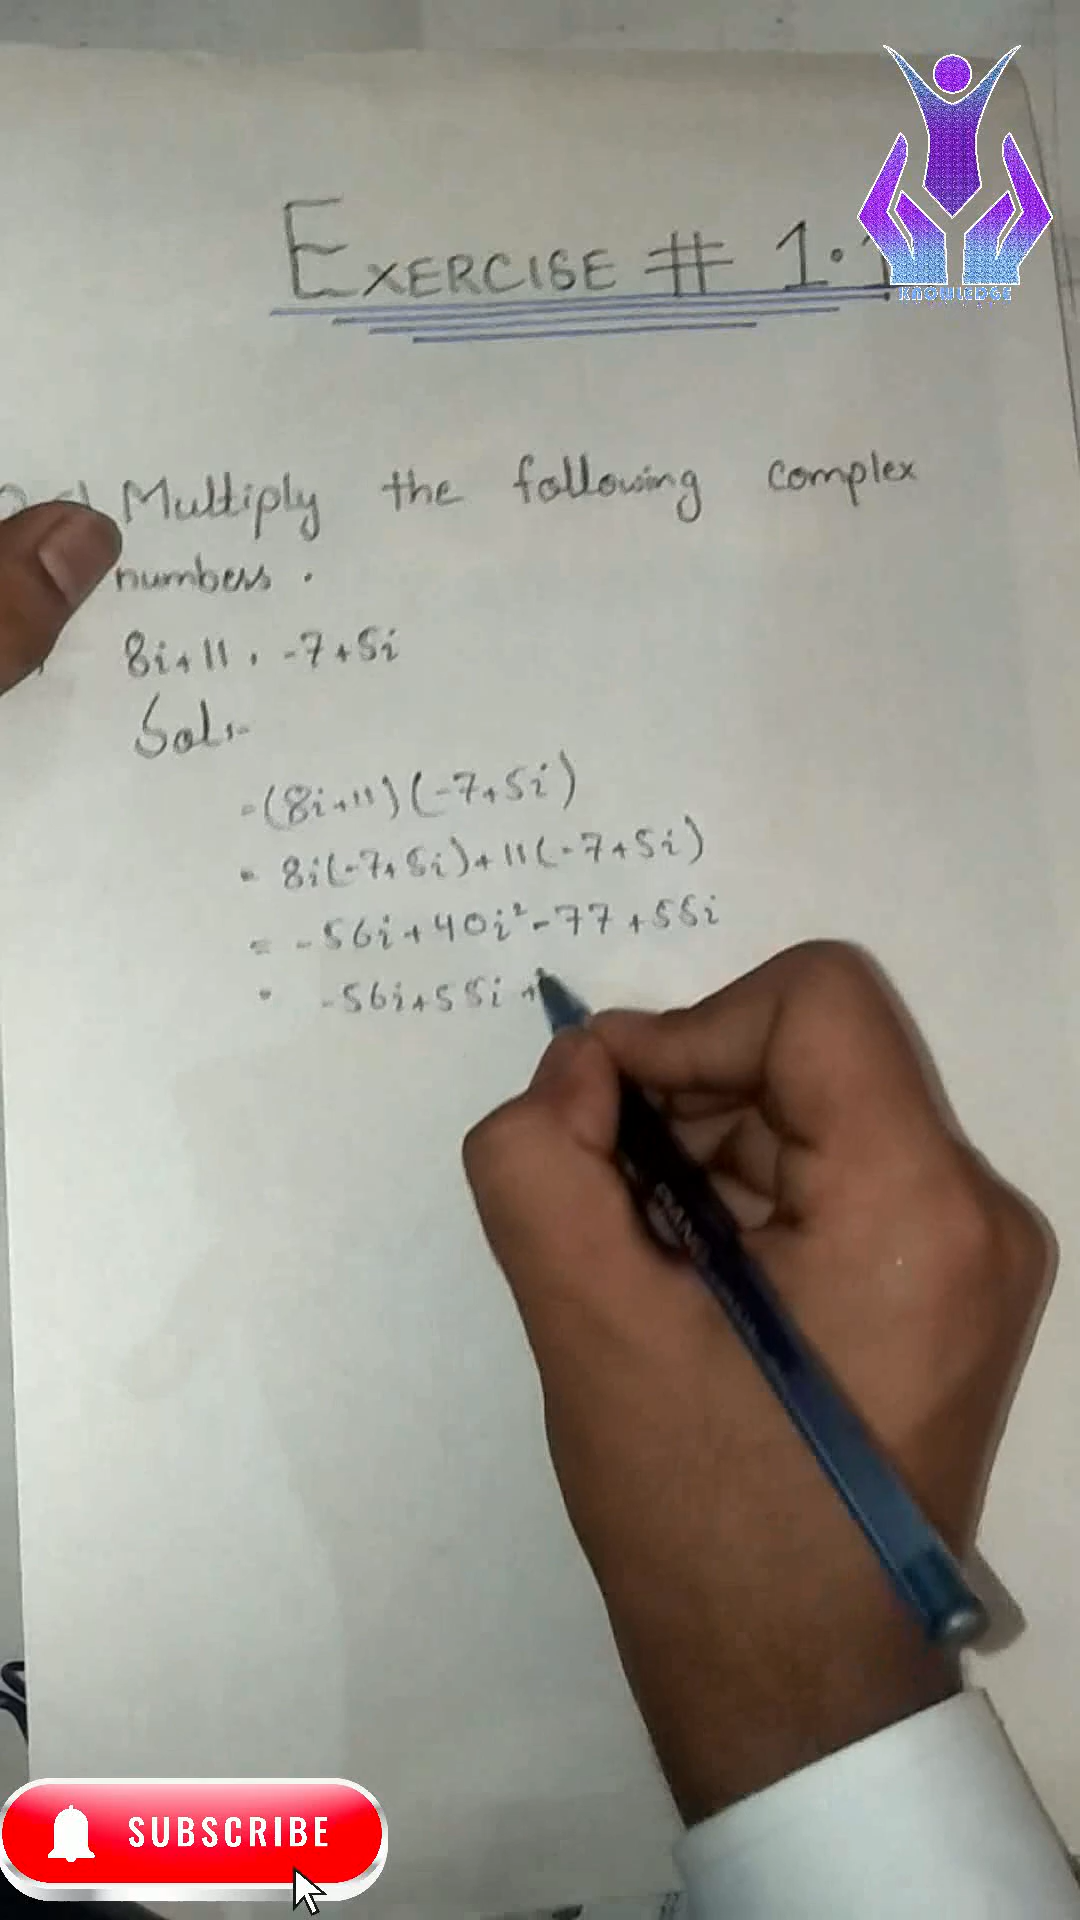 KNOWLEDGE
EXERCISE # 1.1
Multiply the following complex
numbers.
8i+11, -7+5i
Sol:-
=(8i+11)(-7+5i)
= 8i(-7+5i)+11(-7+5i)
= -56i+40i²-77+55i
= -56i+55i +
SUBSCRIBE